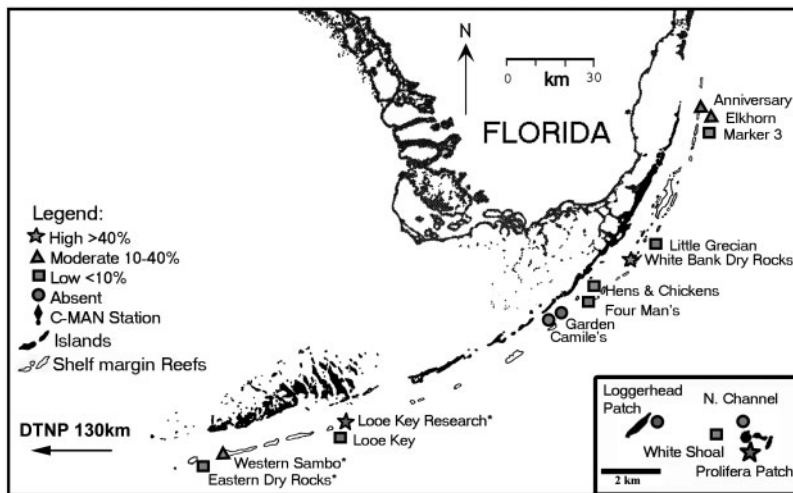 N
0 30
km
FLORIDA
Anniversary
Elkhorn
Marker 3
Legend:
High >40%
Moderate 10-40%
Low <10%
Absent
C-MAN Station
Islands
Shelf margin Reefs
Little Grecian
White Bank Dry Rocks
Hens & Chickens
Four Man's
Garden
Camile's
DTNP 130km
Looe Key Research*
Looe Key
Western Sambo*
Eastern Dry Rocks*
Loggerhead
Patch
N. Channel
White Shoal
2 km
Prolifera Patch